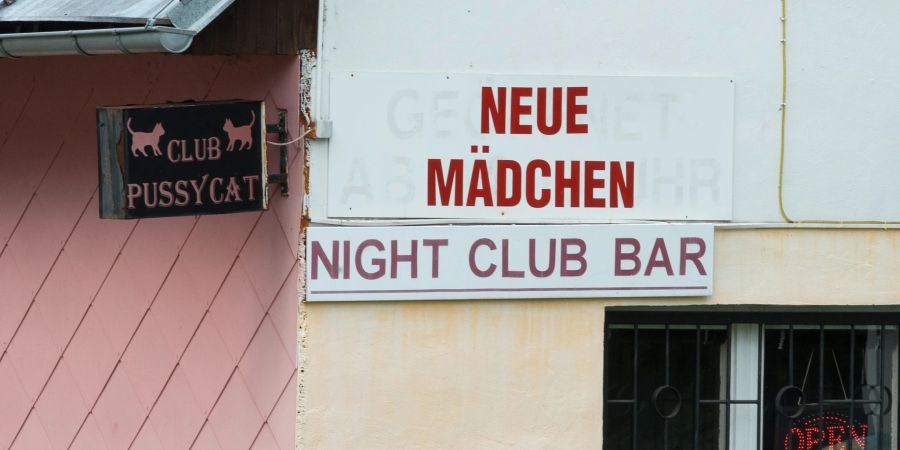 CLUB
PUSSYCAT
NEUE
MÄDCHEN
NIGHT CLUB BAR
OPEN